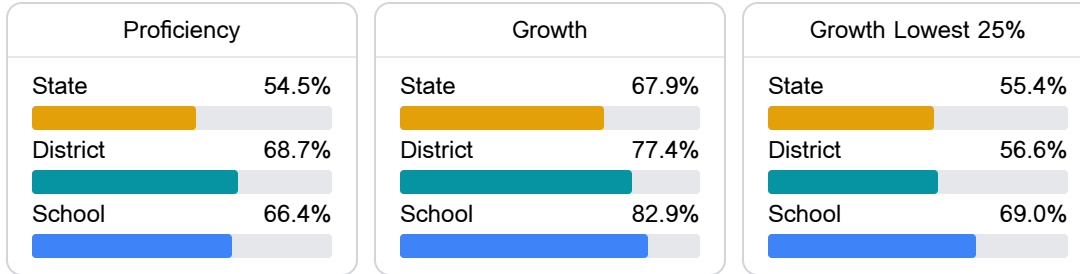 Proficiency
State 54.5%
District 68.7%
School 66.4%
Growth
State 67.9%
District 77.4%
School 82.9%
Growth Lowest 25%
State 55.4%
District 56.6%
School 69.0%